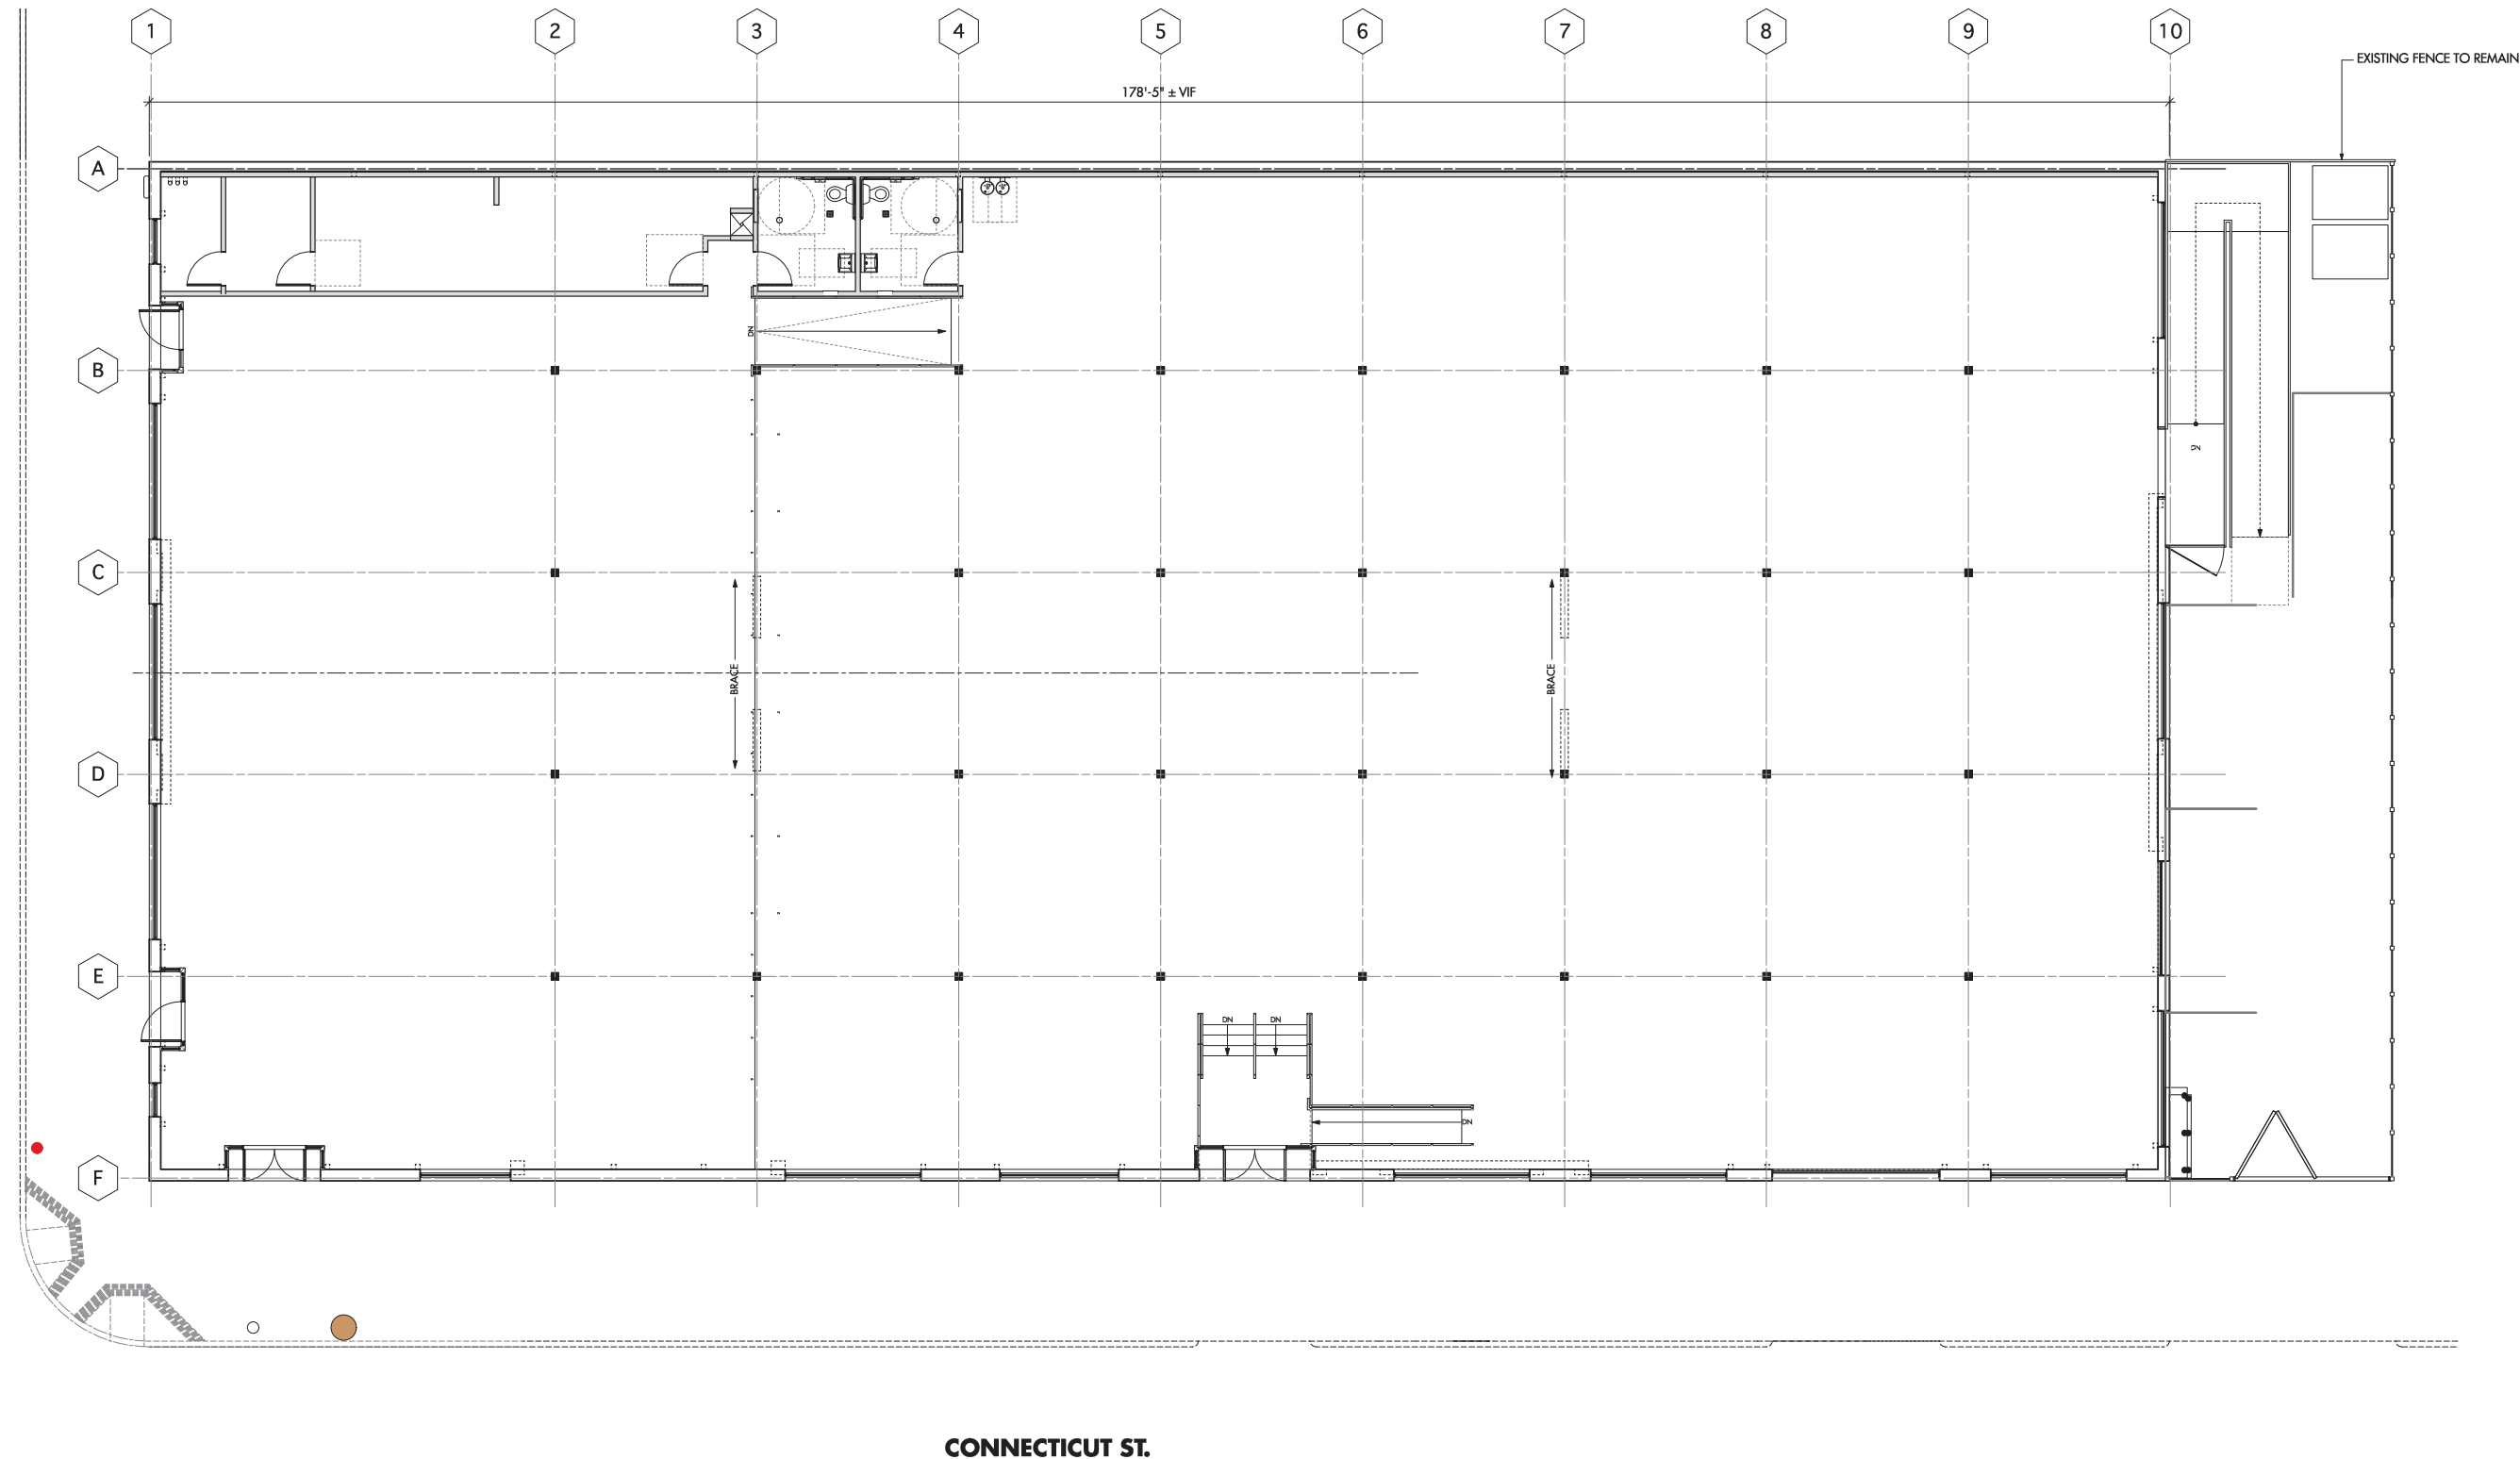 1 2 3 4 5 6 7 8 9 10
EXISTING FENCE TO REMAIN
178'-5" ± VIF
A
DN
B
C
BRACE
BRACE
D
E
DN DN
DN
F
CONNECTICUT ST.